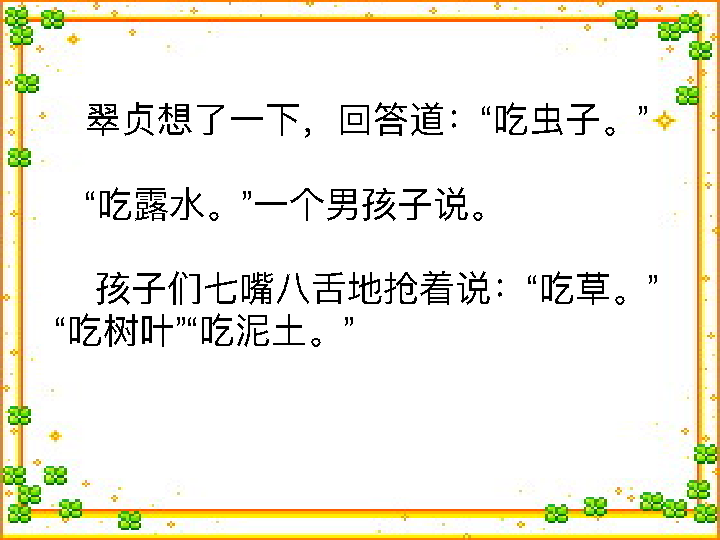 翠贞想了一下，回答道：“吃虫子。”
“吃露水。”一个男孩子说。
孩子们七嘴八舌地抢着说：“吃草。”
“吃树叶”“吃泥土。”